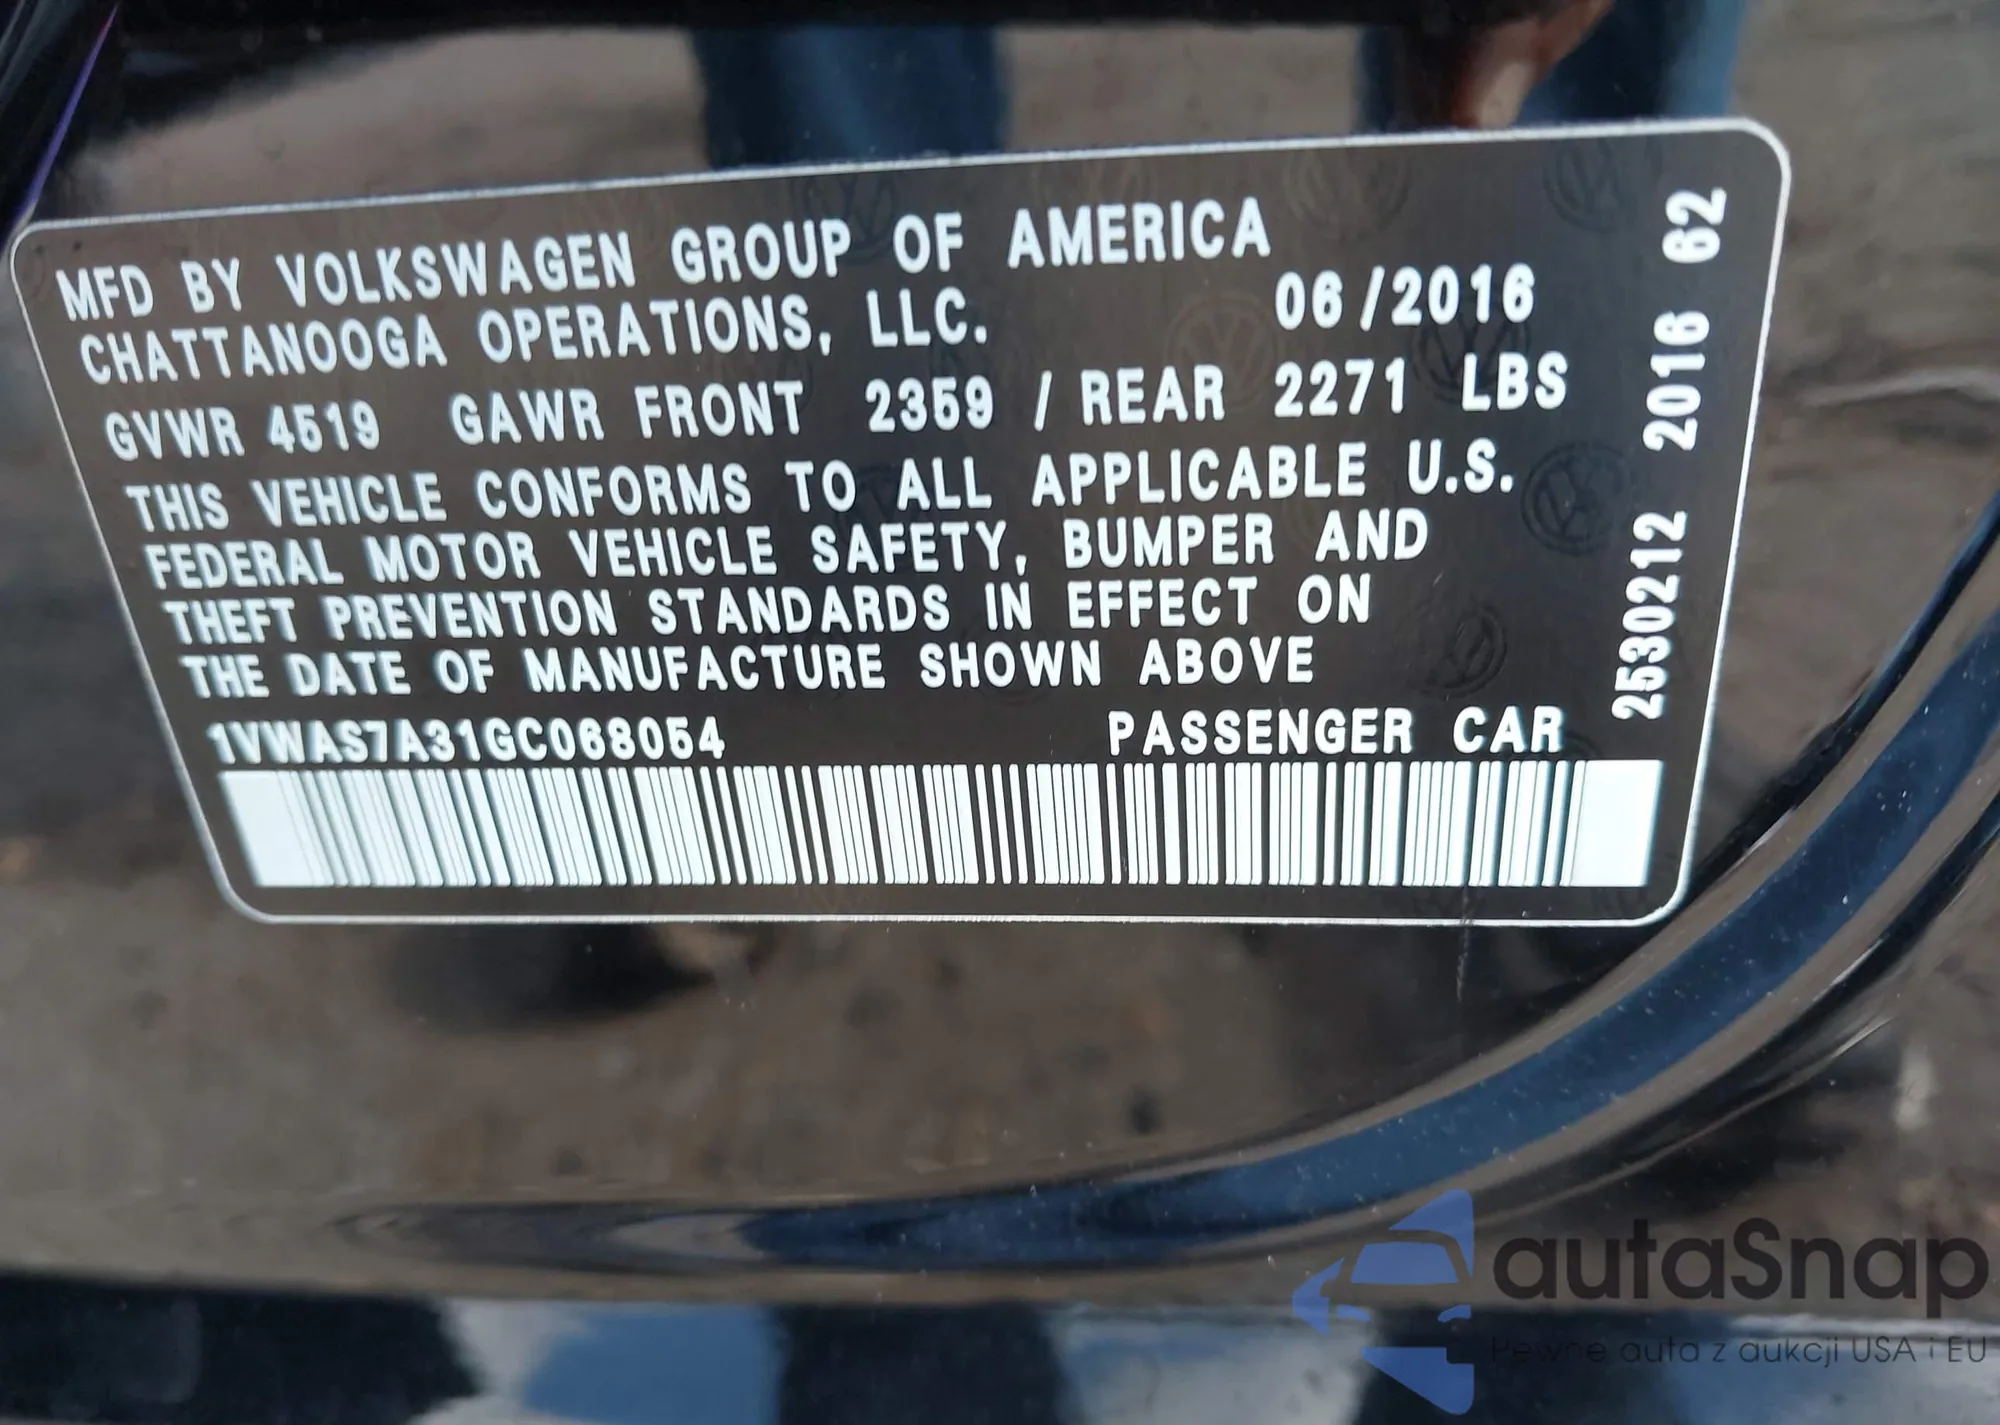 MFD BY VOLKSWAGEN GROUP OF AMERICA
CHATTANOOGA OPERATIONS, LLC. 06/2016
GVWR 4519 GAWR FRONT 2359 / REAR 2271 LBS
THIS VEHICLE CONFORMS TO ALL APPLICABLE U.S.
FEDERAL MOTOR VEHICLE SAFETY, BUMPER AND
THEFT PREVENTION STANDARDS IN EFFECT ON
THE DATE OF MANUFACTURE SHOWN ABOVE
1VWAS7A31GC068054 PASSENGER CAR
2530212 2016 62
autaSnap
Pewne auta z aukcji USA i EU